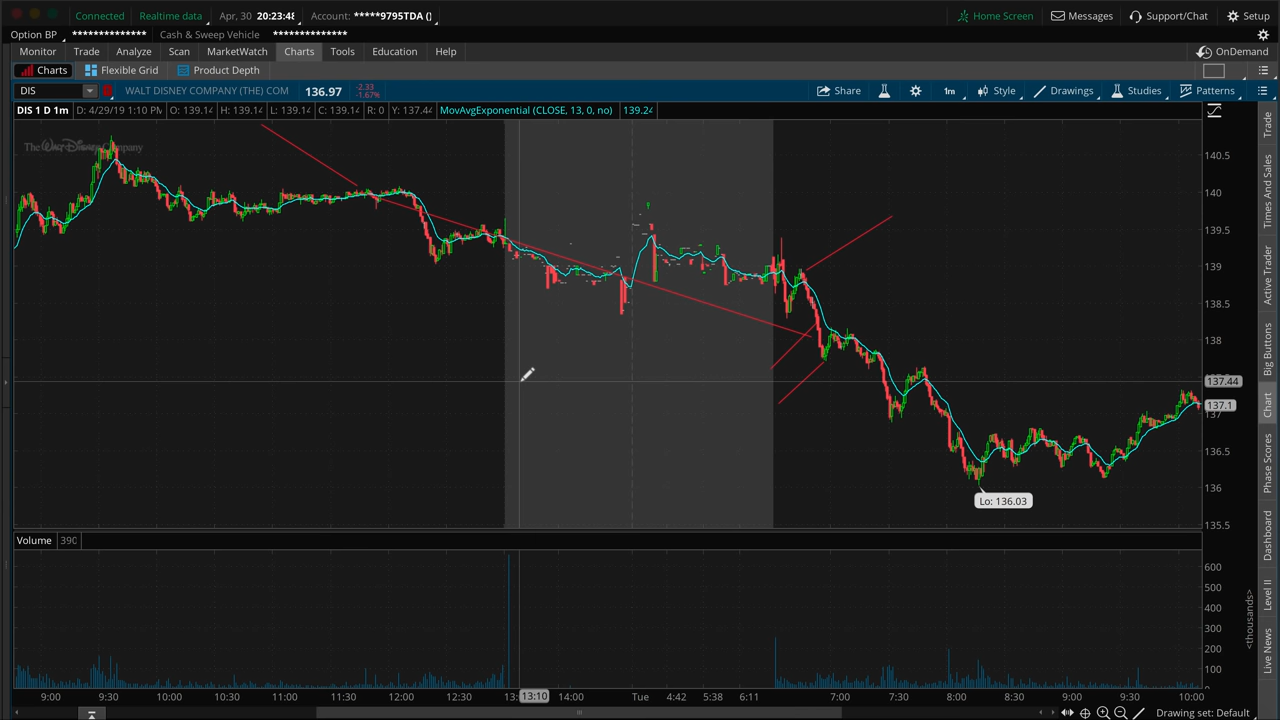 Connected Realtime data Apr, 30 20:23:48 Account: *****9795TDA () Home Screen Messages Support/Chat Setup
Option BP ************** Cash & Sweep Vehicle **************
Monitor Trade Analyze Scan MarketWatch Charts Tools Education Help OnDemand
Charts Flexible Grid Product Depth
DIS WALT DISNEY COMPANY (THE) COM 136.97 -2.33 -1.67% Share 1m Style Drawings Studies Patterns
DIS 1 D 1m D: 4/29/19 1:10 PM O: 139.14 H: 139.14 L: 139.14 C: 139.14 R: 0 Y: 137.44 MovAvgExponential (CLOSE, 13, 0, no) 139.24
The Walt Disney Company
140.5
140
139.5
139
138.5
138
137.44
137.1
137
136.5
136
135.5
Lo: 136.03
Volume 390
600
500
400
300
200
100
<thousands>
9:00 9:30 10:00 10:30 11:00 11:30 12:00 12:30 13:10 14:00 Tue 4:42 5:38 6:11 7:00 7:30 8:00 8:30 9:00 9:30 10:00
Drawing set: Default
Trade
Times And Sales
Active Trader
Big Buttons
Chart
Phase Scores
Dashboard
Level II
Live News